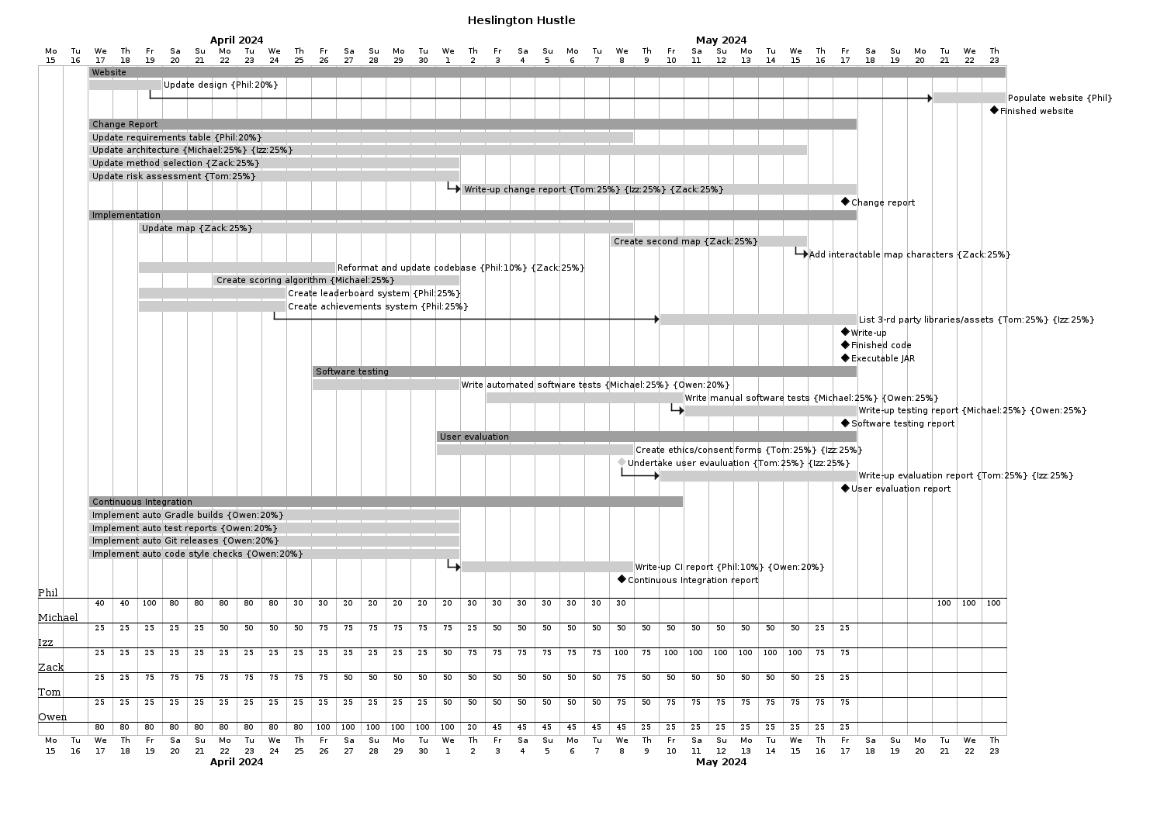 Heslington Hustle
April 2024 May 2024
Mo Tu We Th Fr Sa Su Mo Tu We Th Fr Sa Su Mo Tu We Th Fr Sa Su Mo Tu We Th Fr Sa Su Mo Tu We Th Fr Sa Su Mo Tu We Th
15 16 17 18 19 20 21 22 23 24 25 26 27 28 29 30 1 2 3 4 5 6 7 8 9 10 11 12 13 14 15 16 17 18 19 20 21 22 23
Website
Update design {Phil:20%}
Populate website {Phil}
Finished website
Change Report
Update requirements table {Phil:20%}
Update architecture {Michael:25%} {Izz:25%}
Update method selection {Zack:25%}
Update risk assessment {Tom:25%}
Write-up change report {Tom:25%} {Izz:25%} {Zack:25%}
Change report
Implementation
Update map {Zack:25%}
Create second map {Zack:25%}
Add interactable map characters {Zack:25%}
Reformat and update codebase {Phil:10%} {Zack:25%}
Create scoring algorithm {Michael:25%}
Create leaderboard system {Phil:25%}
Create achievements system {Phil:25%}
List 3-rd party libraries/assets {Tom:25%} {Izz:25%}
Write-up
Finished code
Executable JAR
Software testing
Write automated software tests {Michael:25%} {Owen:20%}
Write manual software tests {Michael:25%} {Owen:25%}
Write-up testing report {Michael:25%} {Owen:25%}
Software testing report
User evaluation
Create ethics/consent forms {Tom:25%} {Izz:25%}
Undertake user evauluation {Tom:25%} {Izz:25%}
Write-up evaluation report {Tom:25%} {Izz:25%}
User evaluation report
Continuous Integration
Implement auto Gradle builds {Owen:20%}
Implement auto test reports {Owen:20%}
Implement auto Git releases {Owen:20%}
Implement auto code style checks {Owen:20%}
Write-up CI report {Phil:10%} {Owen:20%}
Continuous Integration report
Phil
40 40 100 80 80 80 80 80 30 30 20 20 20 20 20 30 30 30 30 30 30 30 100 100 100
Michael
25 25 25 25 25 50 50 50 50 75 75 75 75 75 75 25 50 50 50 50 50 50 50 50 50 50 50 50 50 25 25
Izz
25 25 25 25 25 25 25 25 25 25 25 25 25 25 50 75 75 75 75 75 75 100 75 100 100 100 100 100 100 75 75
Zack
25 25 75 75 75 75 75 75 75 75 50 50 50 50 50 50 50 50 50 50 50 75 50 50 50 50 50 50 50 25 25
Tom
25 25 25 25 25 25 25 25 25 25 25 25 25 25 50 50 50 50 50 50 50 75 50 50 75 75 75 75 75 75 75
Owen
80 80 80 80 80 80 80 80 80 100 100 100 100 100 100 20 45 45 45 45 45 45 25 25 25 25 25 25 25 25 25
Mo Tu We Th Fr Sa Su Mo Tu We Th Fr Sa Su Mo Tu We Th Fr Sa Su Mo Tu We Th Fr Sa Su Mo Tu We Th Fr Sa Su Mo Tu We Th
15 16 17 18 19 20 21 22 23 24 25 26 27 28 29 30 1 2 3 4 5 6 7 8 9 10 11 12 13 14 15 16 17 18 19 20 21 22 23
April 2024 May 2024